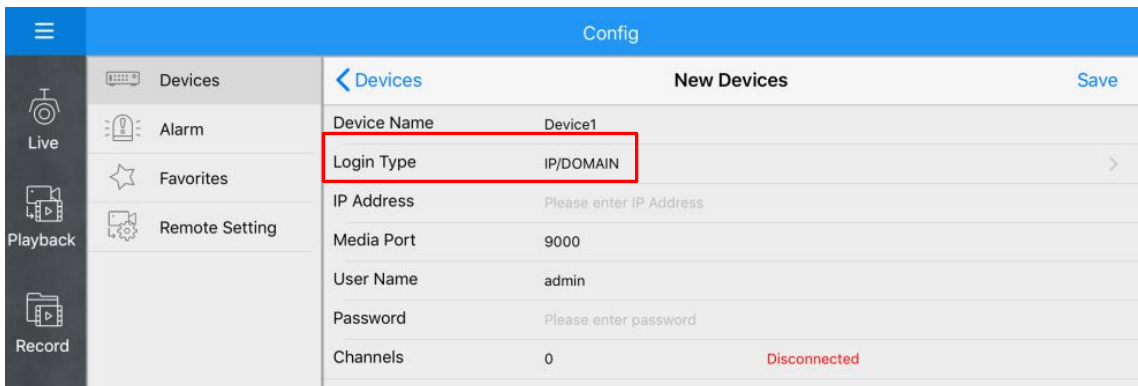 Config
Live
Playback
Record
Devices
Alarm
Favorites
Remote Setting
Devices New Devices Save
Device Name Device1
Login Type IP/DOMAIN
IP Address Please enter IP Address
Media Port 9000
User Name admin
Password Please enter password
Channels 0 Disconnected